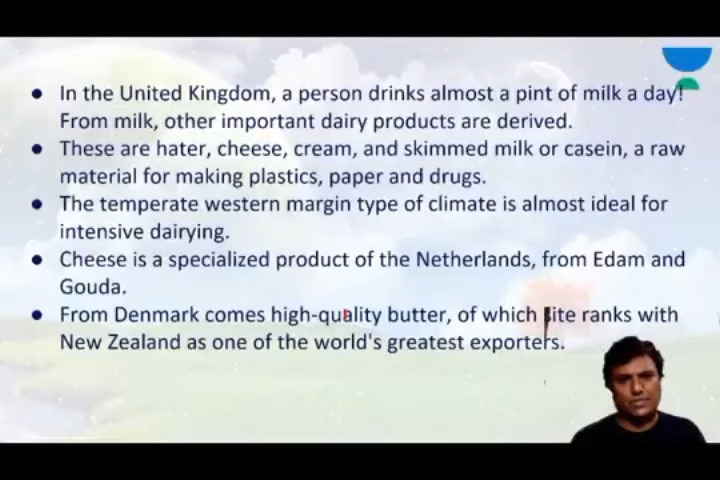 ● In the United Kingdom, a person drinks almost a pint of milk a day!
From milk, other important dairy products are derived.
● These are hater, cheese, cream, and skimmed milk or casein, a raw
material for making plastics, paper and drugs.
● The temperate western margin type of climate is almost ideal for
intensive dairying.
● Cheese is a specialized product of the Netherlands, from Edam and
Gouda.
● From Denmark comes high-quality butter, of which site ranks with
New Zealand as one of the world's greatest exporters.